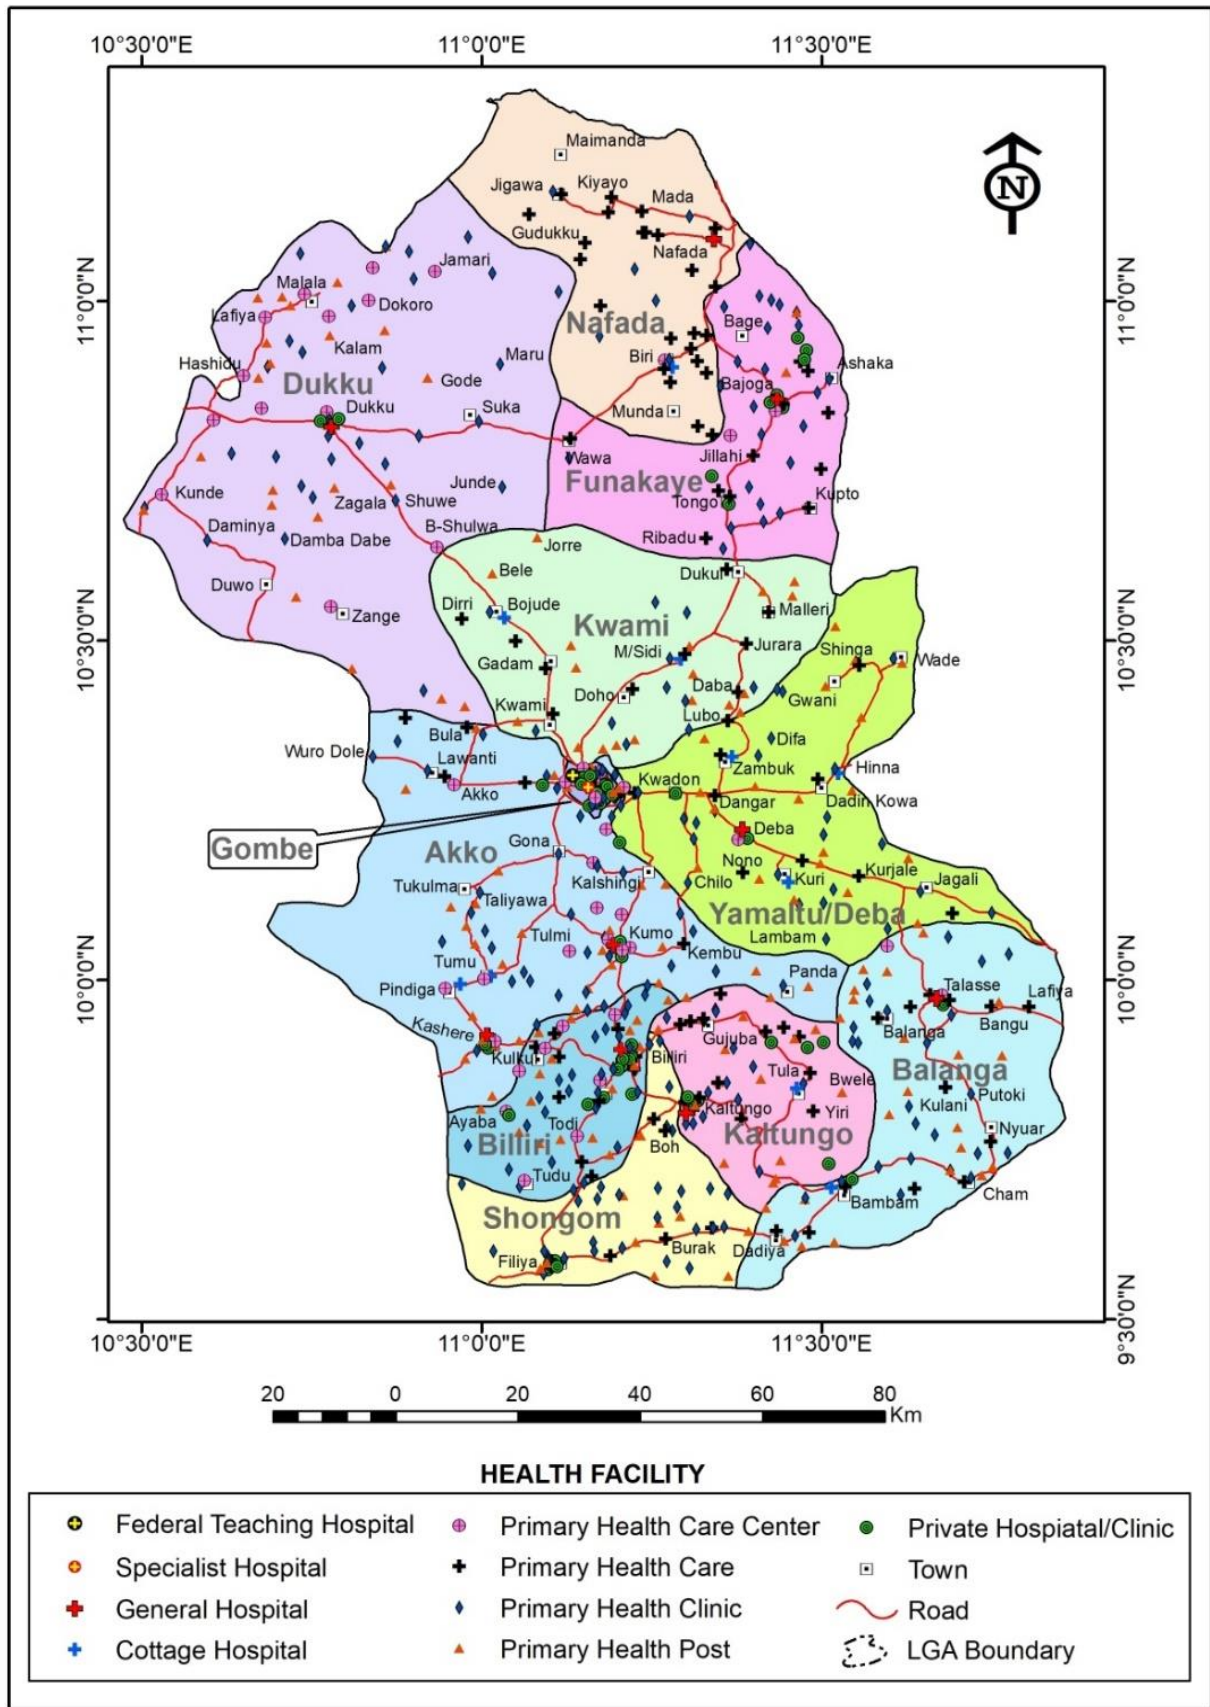 10°30'0"E 11°0'0"E 11°30'0"E
N
Maimanda
Jigawa Kiyayo Mada
Gudukku Nafada
Jamari
Malala
Dokoro
11°0'0"N 11°0'0"N
Lafiya Nafada Bage
Kalam Maru Biri
Hashidu Ashaka
Dukku Gode Bajoga
Dukku Suka Munda
Wawa Jillahi
Funakaye
Kunde Junde
Zagala Shuwe Tongo Kupto
Daminya B-Shulwa
Damba Dabe Jorre Ribadu
Duwo Bele Dukul
Zange Dirri Bojude Malleri
Kwami
10°30'0"N 10°30'0"N
M/Sidi Jurara
Gadam Shinga Wade
Doho Daba Gwani
Kwami Lubo
Bula Difa
Wuro Dole Lawanti Zambuk Hinna
Akko Kwadon
Dangar Dadin Kowa
Gombe Deba
Akko Gona
Nono Kurjale
Tukulma Kalshingi Chilo Kuri Jagali
Taliyawa Yamaltu/Deba
Tulmi Kumo Lambam
Tumu Kembu
10°0'0"N 10°0'0"N
Pindiga Panda Talasse Lafiya
Kashere Balanga Bangu
Gujuba
Kulku Billiri
Tula Bwele Balanga
Putoki
Ayaba Kaltungo Kulani
Todi Yiri
Billiri Kaltungo Nyuar
Boh
Tudu Cham
Shongom Bambam
Burak Dadiya
Filiya
9°30'0"N
10°30'0"E 11°0'0"E 11°30'0"E
20 0 20 40 60 80
Km
HEALTH FACILITY
Federal Teaching Hospital
Specialist Hospital
General Hospital
Cottage Hospital
Primary Health Care Center
Primary Health Care
Primary Health Clinic
Primary Health Post
Private Hospiatal/Clinic
Town
Road
LGA Boundary